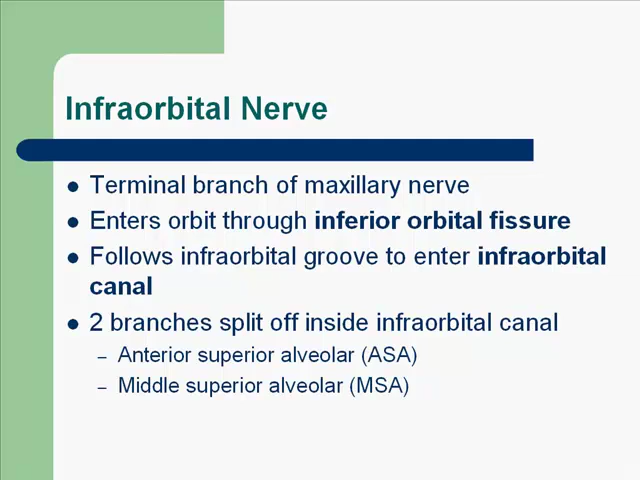 Infraorbital Nerve
● Terminal branch of maxillary nerve
● Enters orbit through inferior orbital fissure
● Follows infraorbital groove to enter infraorbital
canal
● 2 branches split off inside infraorbital canal
– Anterior superior alveolar (ASA)
– Middle superior alveolar (MSA)